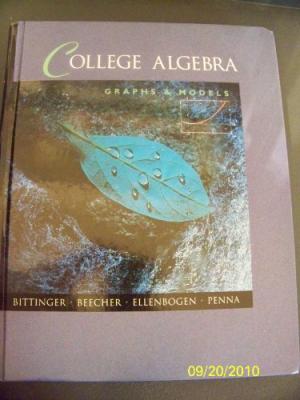 COLLEGE ALGEBRA
GRAPHS & MODELS
BITTINGER · BEECHER · ELLENBOGEN · PENNA
09/20/2010